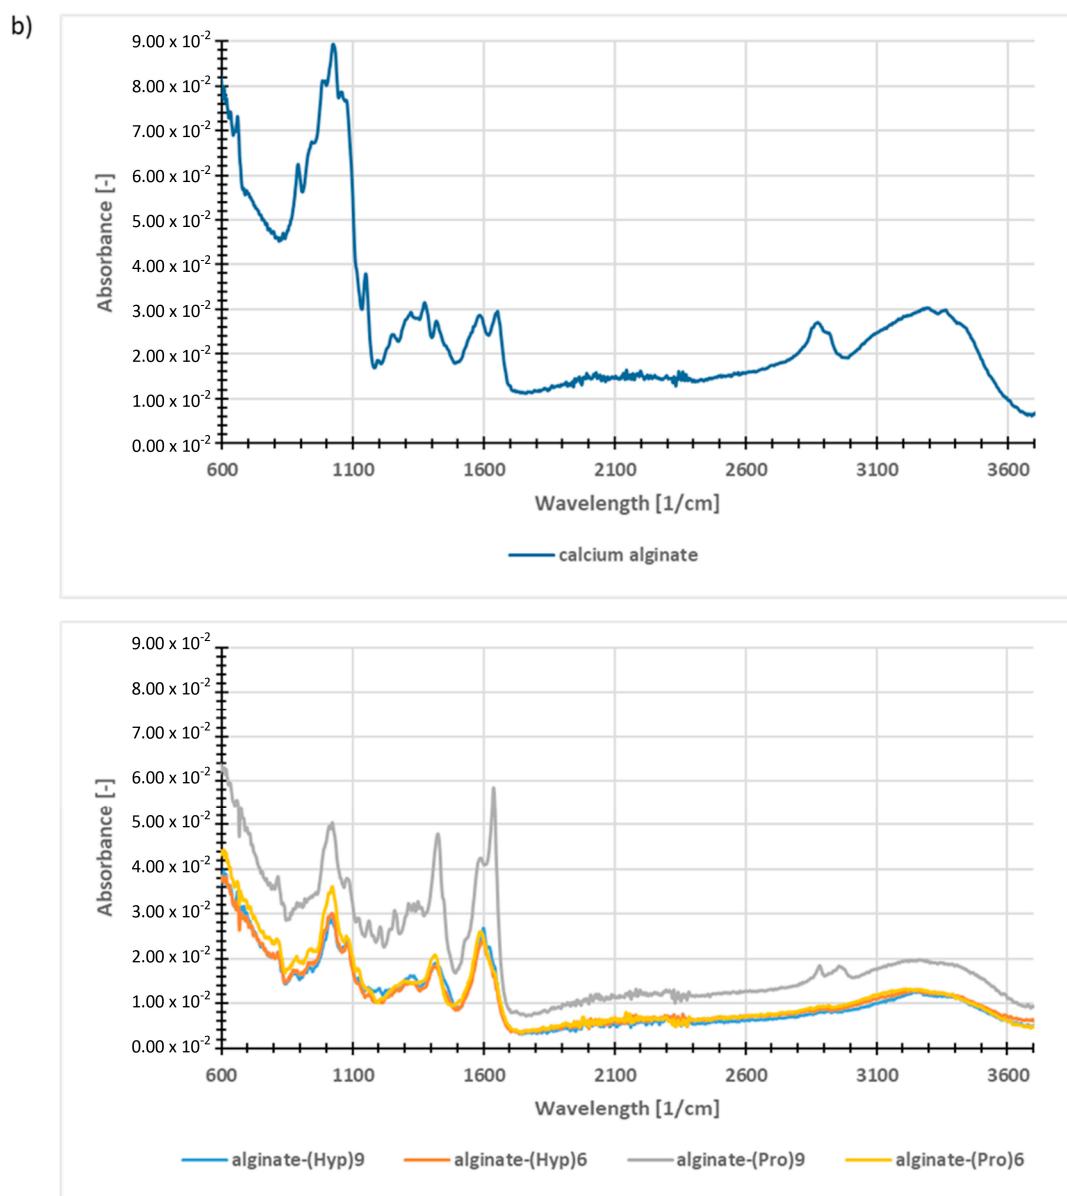 b)
9.00 x 10-2
8.00 x 10-2
7.00 x 10-2
6.00 x 10-2
5.00 x 10-2
4.00 x 10-2
3.00 x 10-2
2.00 x 10-2
1.00 x 10-2
0.00 x 10-2
Absorbance [-]
600 1100 1600 2100 2600 3100 3600
Wavelength [1/cm]
calcium alginate
9.00 x 10-2
8.00 x 10-2
7.00 x 10-2
6.00 x 10-2
5.00 x 10-2
4.00 x 10-2
3.00 x 10-2
2.00 x 10-2
1.00 x 10-2
0.00 x 10-2
Absorbance [-]
600 1100 1600 2100 2600 3100 3600
Wavelength [1/cm]
alginate-(Hyp)9 alginate-(Hyp)6 alginate-(Pro)9 alginate-(Pro)6